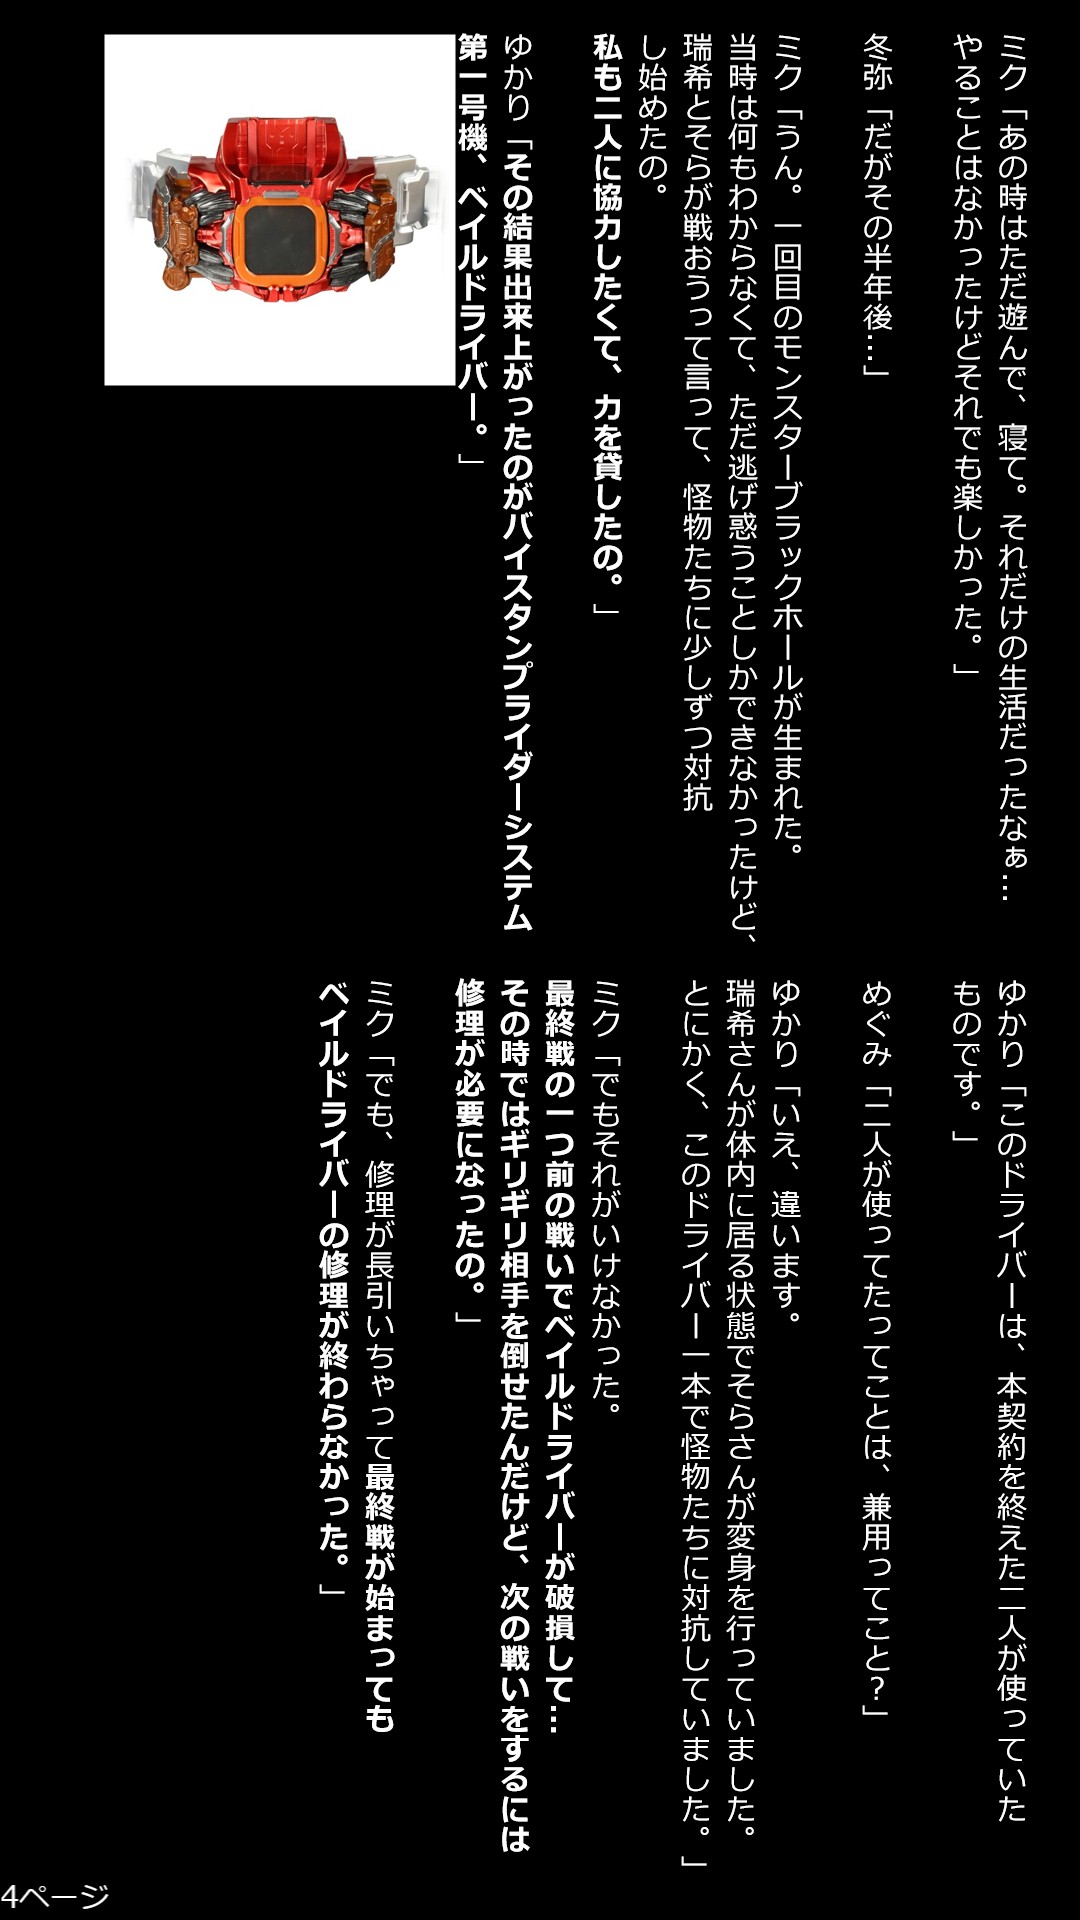 ミク「あの時はただ遊んで、寝て。それだけの生活だったなぁ…
やることはなかったけどそれでも楽しかった。」
冬弥「だがその半年後…」
ミク「うん。一回目のモンスターブラックホールが生まれた。
当時は何もわからなくて、ただ逃げ惑うことしかできなかったけど、
瑞希とそらが戦おうって言って、怪物たちに少しずつ対抗
し始めたの。
私も二人に協力したくて、力を貸したの。」
ゆかり「その結果出来上がったのがバイスタンプライダーシステム
第一号機、ベイルドライバー。」
ゆかり「このドライバーは、本契約を終えた二人が使っていた
ものです。」
めぐみ「二人が使ってたってことは、兼用ってこと？」
ゆかり「いえ、違います。
瑞希さんが体内に居る状態でそらさんが変身を行っていました。
とにかく、このドライバー一本で怪物たちに対抗していました。」
ミク「でもそれがいけなかった。
最終戦の一つ前の戦いでベイルドライバーが破損して…
その時ではギリギリ相手を倒せたんだけど、次の戦いをするには
修理が必要になったの。」
ミク「でも、修理が長引いちゃって最終戦が始まっても
ベイルドライバーの修理が終わらなかった。」
4ページ